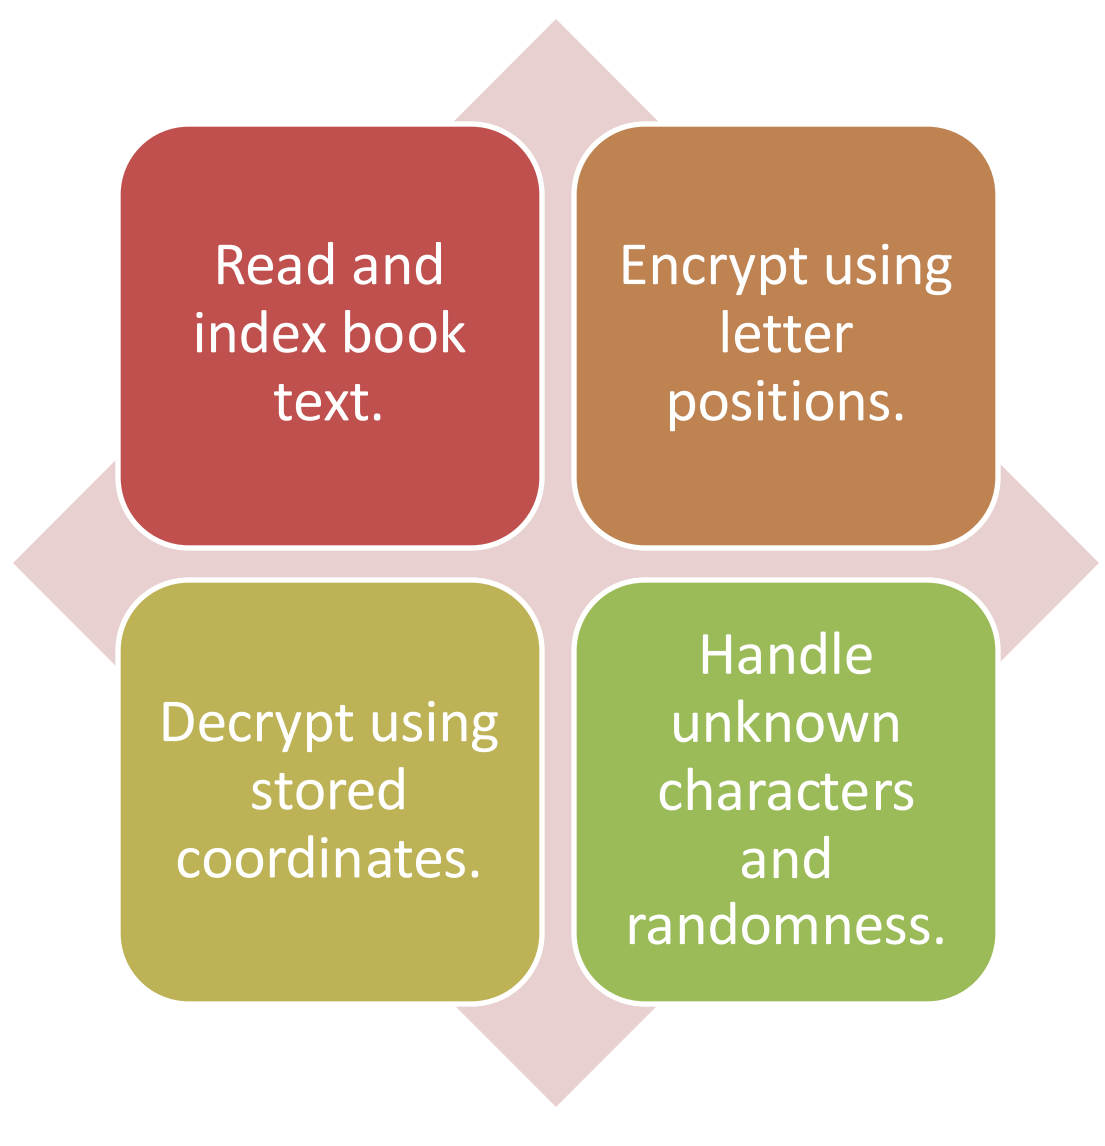 Read and
index book
text.
Encrypt using
letter
positions.
Decrypt using
stored
coordinates.
Handle
unknown
characters
and
randomness.